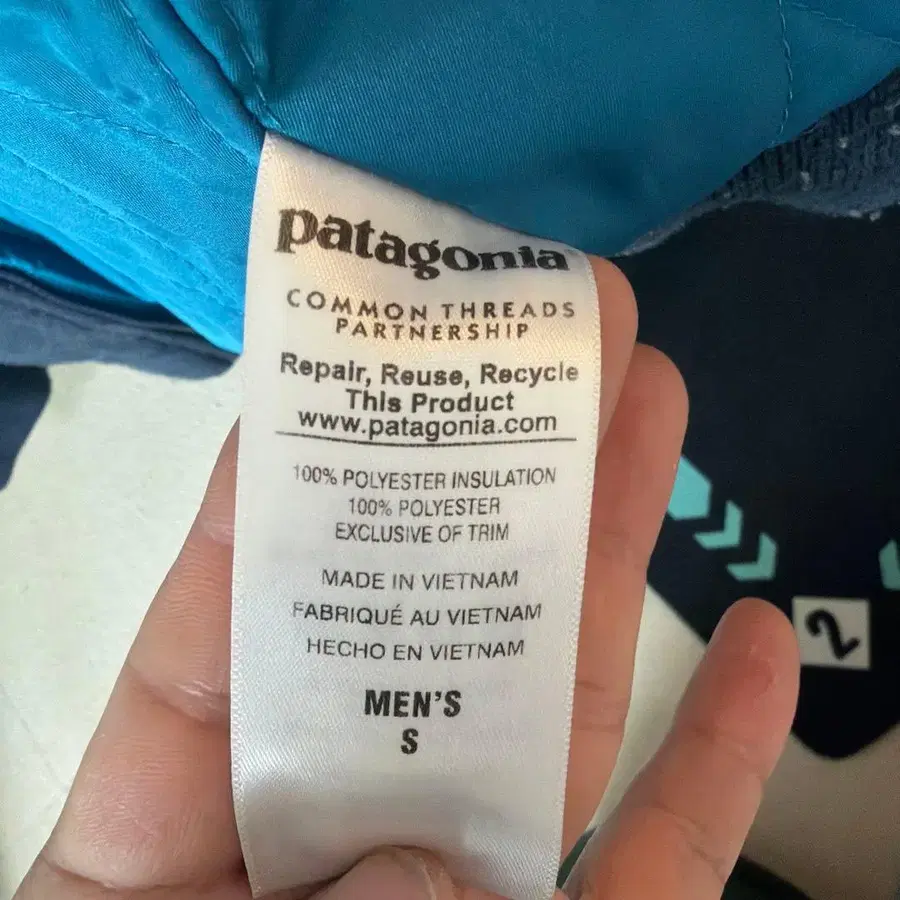 patagonia
COMMON THREADS
PARTNERSHIP
Repair, Reuse, Recycle
This Product
www.patagonia.com
100% POLYESTER INSULATION
100% POLYESTER
EXCLUSIVE OF TRIM
MADE IN VIETNAM
FABRIQUÉ AU VIETNAM
HECHO EN VIETNAM
MEN'S
S
2